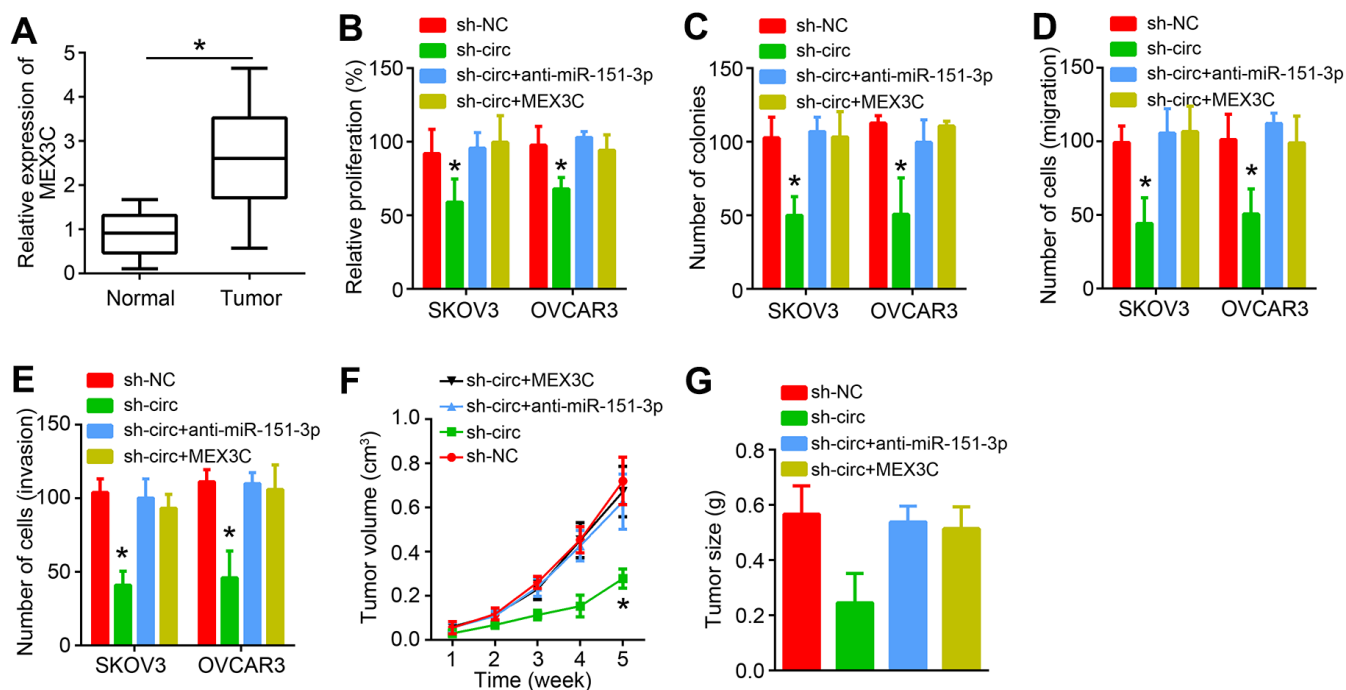 A
Relative expression of
MEX3C
5
4
3
2
1
0
*
Normal
Tumor
B
sh-NC
sh-circ
sh-circ+anti-miR-151-3p
sh-circ+MEX3C
Relative proliferation (%)
150
100
50
0
*
*
SKOV3
OVCAR3
C
sh-NC
sh-circ
sh-circ+anti-miR-151-3p
sh-circ+MEX3C
Number of colonies
150
100
50
0
*
*
SKOV3
OVCAR3
D
sh-NC
sh-circ
sh-circ+anti-miR-151-3p
sh-circ+MEX3C
Number of cells (migration)
150
100
50
0
*
*
SKOV3
OVCAR3
E
sh-NC
sh-circ
sh-circ+anti-miR-151-3p
sh-circ+MEX3C
Number of cells (invasion)
150
100
50
0
*
*
SKOV3
OVCAR3
F
sh-circ+MEX3C
sh-circ+anti-miR-151-3p
sh-circ
sh-NC
Tumor volume (cm³)
1.0
0.8
0.6
0.4
0.2
0.0
*
1 2 3 4 5
Time (week)
G
sh-NC
sh-circ
sh-circ+anti-miR-151-3p
sh-circ+MEX3C
Tumor size (g)
0.8
0.6
0.4
0.2
0.0